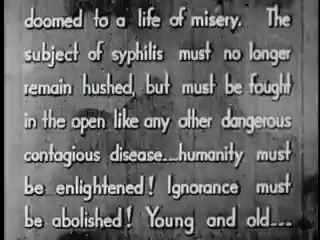 doomed to a life of misery. The
subject of syphilis must no longer
remain hushed, but must be fought
in the open like any other dangerous
contagious disease....humanity must
be enlightened! Ignorance must
be abolished! Young and old....